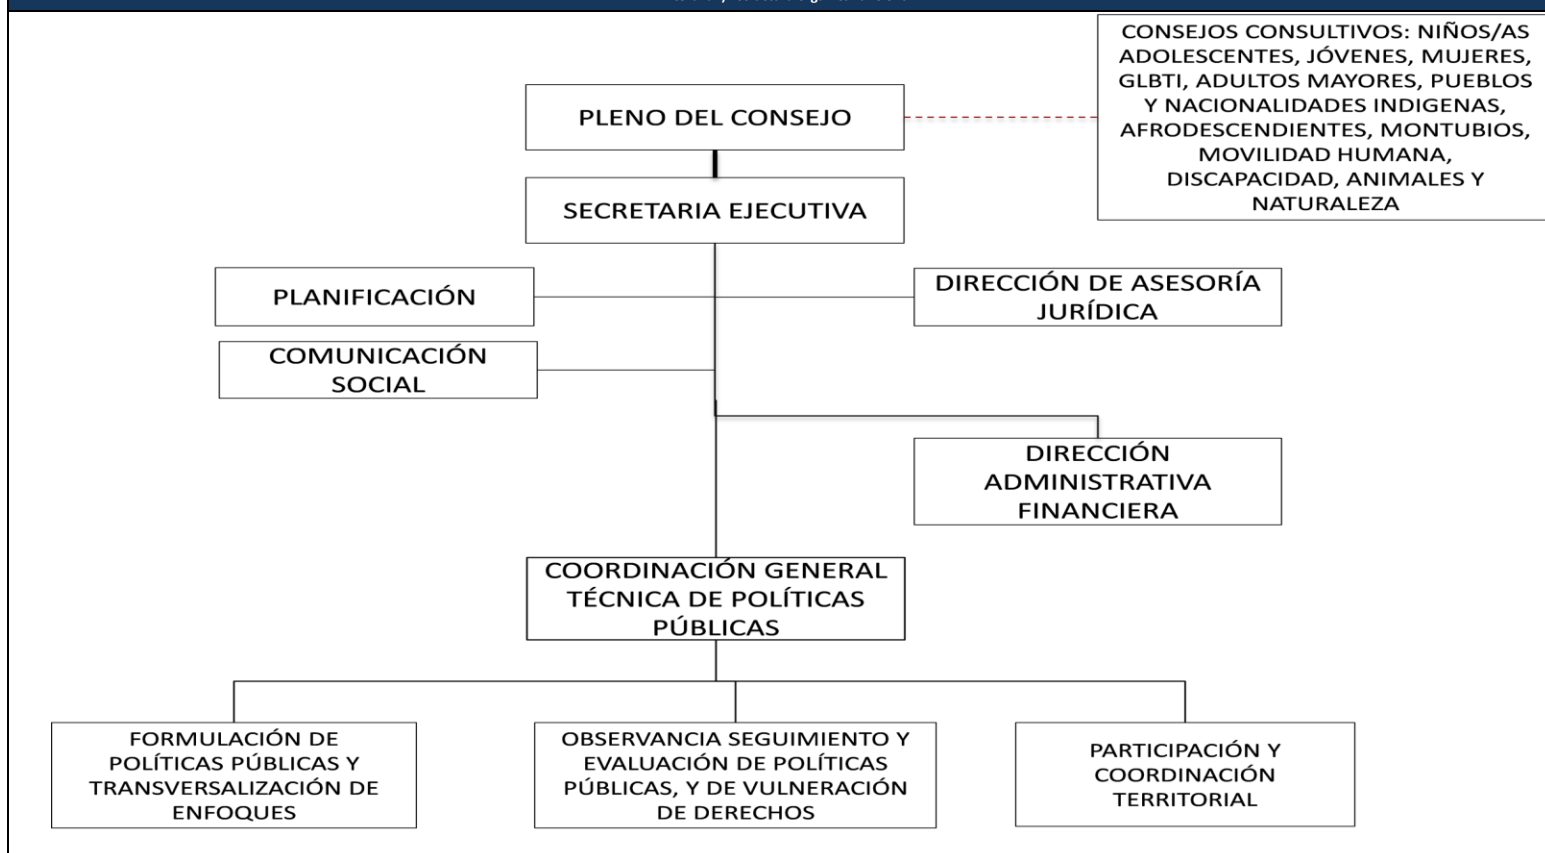 CONSEJOS CONSULTIVOS: NIÑOS/AS
ADOLESCENTES, JÓVENES, MUJERES,
GLBTI, ADULTOS MAYORES, PUEBLOS
Y NACIONALIDADES INDIGENAS,
AFRODESCENDIENTES, MONTUBIOS,
MOVILIDAD HUMANA,
DISCAPACIDAD, ANIMALES Y
NATURALEZA
PLENO DEL CONSEJO
SECRETARIA EJECUTIVA
PLANIFICACIÓN
DIRECCIÓN DE ASESORÍA
JURÍDICA
COMUNICACIÓN
SOCIAL
DIRECCIÓN
ADMINISTRATIVA
FINANCIERA
COORDINACIÓN GENERAL
TÉCNICA DE POLÍTICAS
PÚBLICAS
FORMULACIÓN DE
POLÍTICAS PÚBLICAS Y
TRANSVERSALIZACIÓN DE
ENFOQUES
OBSERVANCIA SEGUIMIENTO Y
EVALUACIÓN DE POLÍTICAS
PÚBLICAS, Y DE VULNERACIÓN
DE DERECHOS
PARTICIPACIÓN Y
COORDINACIÓN
TERRITORIAL